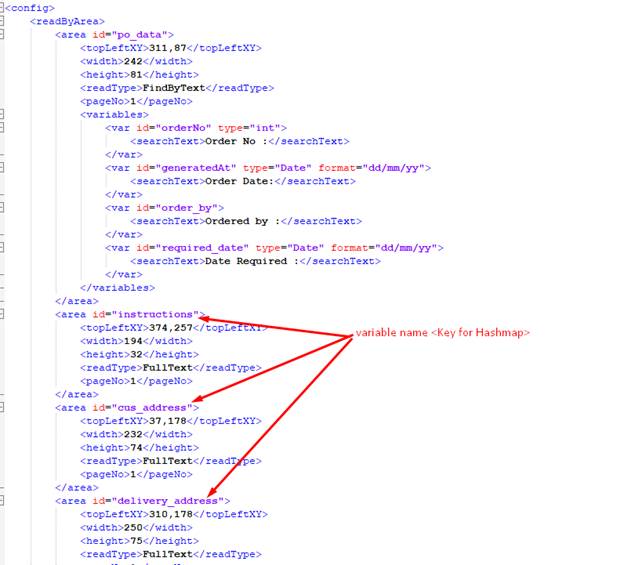 <config>
<readByArea>
<area id="po_data">
<topLeftXY>311,87</topLeftXY>
<width>242</width>
<height>81</height>
<readType>FindByText</readType>
<pageNo>1</pageNo>
<variables>
<var id="orderNo" type="int">
<searchText>Order No :</searchText>
</var>
<var id="generatedAt" type="Date" format="dd/mm/yy">
<searchText>Order Date:</searchText>
</var>
<var id="order_by">
<searchText>Ordered by :</searchText>
</var>
<var id="required_date" type="Date" format="dd/mm/yy">
<searchText>Date Required :</searchText>
</var>
</variables>
</area>
<area id="instructions">
<topLeftXY>374,257</topLeftXY>
variable name <Key for Hashmap>
<width>194</width>
<height>32</height>
<readType>FullText</readType>
<pageNo>1</pageNo>
</area>
<area id="cus_address">
<topLeftXY>37,178</topLeftXY>
<width>232</width>
<height>74</height>
<readType>FullText</readType>
<pageNo>1</pageNo>
</area>
<area id="delivery_address">
<topLeftXY>310,178</topLeftXY>
<width>250</width>
<height>75</height>
<readType>FullText</readType>